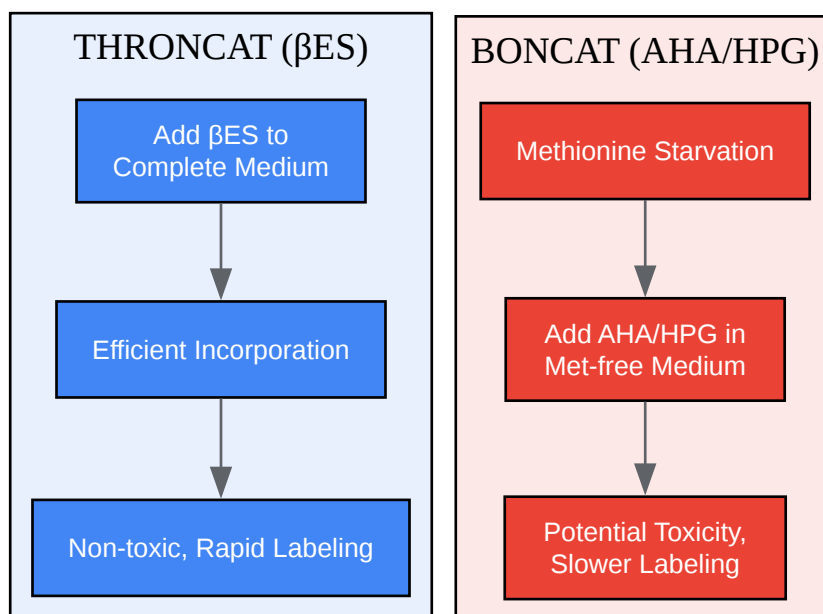 THRONCAT (βES)
Add βES to
Complete Medium
Efficient Incorporation
Non-toxic, Rapid Labeling
BONCAT (AHA/HPG)
Methionine Starvation
Add AHA/HPG in
Met-free Medium
Potential Toxicity,
Slower Labeling